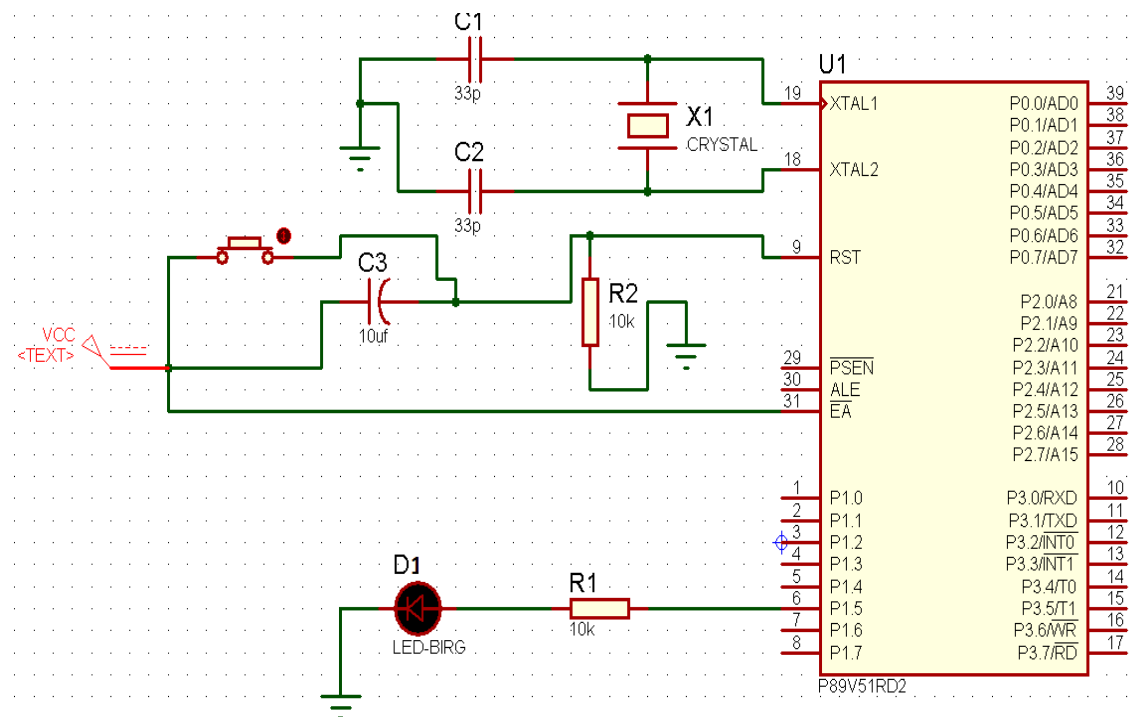 C1
33p
C2
33p
X1
CRYSTAL
U1
19
XTAL1
18
XTAL2
9
RST
29
PSEN
30
ALE
31
EA
1
P1.0
2
P1.1
3
P1.2
4
P1.3
5
P1.4
6
P1.5
7
P1.6
8
P1.7
P0.0/AD0
39
P0.1/AD1
38
P0.2/AD2
37
P0.3/AD3
36
P0.4/AD4
35
P0.5/AD5
34
P0.6/AD6
33
P0.7/AD7
32
P2.0/A8
21
P2.1/A9
22
P2.2/A10
23
P2.3/A11
24
P2.4/A12
25
P2.5/A13
26
P2.6/A14
27
P2.7/A15
28
P3.0/RXD
10
P3.1/TXD
11
P3.2/INT0
12
P3.3/INT1
13
P3.4/T0
14
P3.5/T1
15
P3.6/WR
16
P3.7/RD
17
P89V51RD2
C3
10uf
R2
10k
VCC
<TEXT>
D1
LED-BIRG
R1
10k